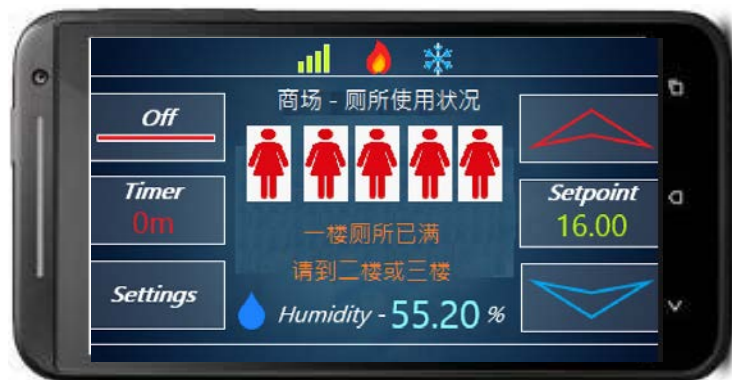 商场 - 厕所使用状况
Off
Timer
0m
Settings
一楼厕所已满
请到二楼或三楼
Humidity - 55.20 %
Setpoint
16.00